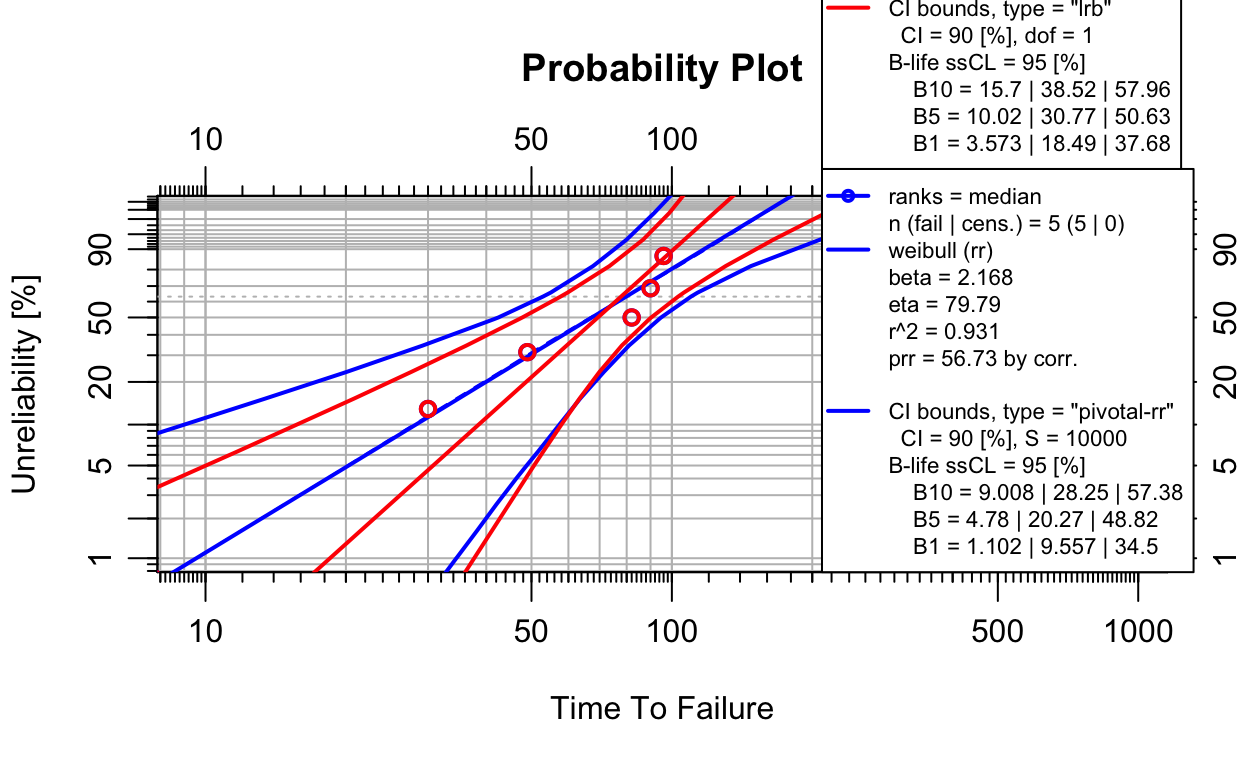 CI bounds, type = "lrb"
CI = 90 [%], dof = 1
B-life ssCL = 95 [%]
B10 = 15.7 | 38.52 | 57.96
B5 = 10.02 | 30.77 | 50.63
B1 = 3.573 | 18.49 | 37.68
Probability Plot
10 50 100
ranks = median
n (fail | cens.) = 5 (5 | 0)
weibull (rr)
beta = 2.168
eta = 79.79
r^2 = 0.931
prr = 56.73 by corr.
CI bounds, type = "pivotal-rr"
CI = 90 [%], S = 10000
B-life ssCL = 95 [%]
B10 = 9.008 | 28.25 | 57.38
B5 = 4.78 | 20.27 | 48.82
B1 = 1.102 | 9.557 | 34.5
Unreliability [%]
90
50
20
5
1
90
50
20
5
1
10 50 100 500 1000
Time To Failure